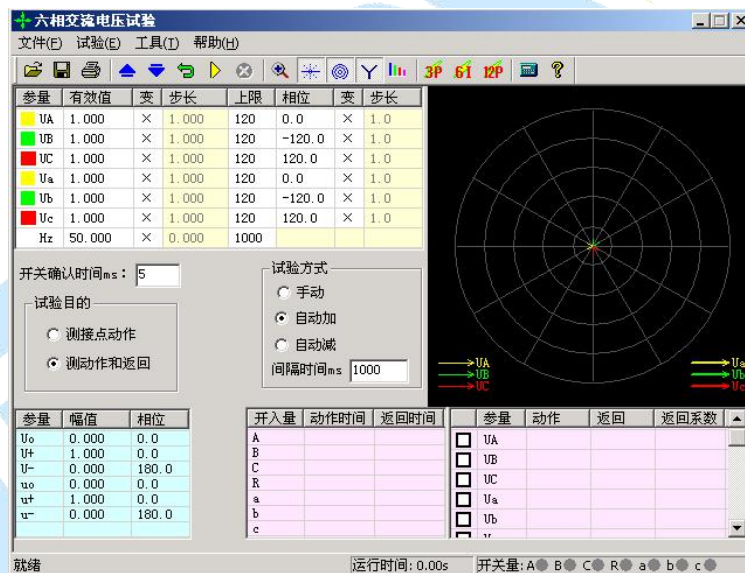 六相交流电压试验
文件(F) 试验(E) 工具(T) 帮助(H)
3P 6I 12P
参量 有效值 变 步长 上限 相位 变 步长
UA 1.000 × 1.000 120 0.0 × 1.0
UB 1.000 × 1.000 120 -120.0 × 1.0
UC 1.000 × 1.000 120 120.0 × 1.0
Ua 1.000 × 1.000 120 0.0 × 1.0
Ub 1.000 × 1.000 120 -120.0 × 1.0
Uc 1.000 × 1.000 120 120.0 × 1.0
Hz 50.000 × 0.000 1000
开关确认时间ms: 5
试验目的
测接点动作
测动作和返回
试验方式
手动
自动加
自动减
间隔时间ms 1000
UA
UB
UC
Ua
Ub
Uc
参量 幅值 相位
Uo 0.000 0.0
U+ 1.000 0.0
U- 0.000 180.0
uo 0.000 0.0
u+ 1.000 0.0
u- 0.000 180.0
开入量 动作时间 返回时间
A
B
C
R
a
b
c
参量 动作 返回 返回系数
UA
UB
UC
Ua
Ub
就绪
运行时间: 0.00s
开关量: A B C R a b c